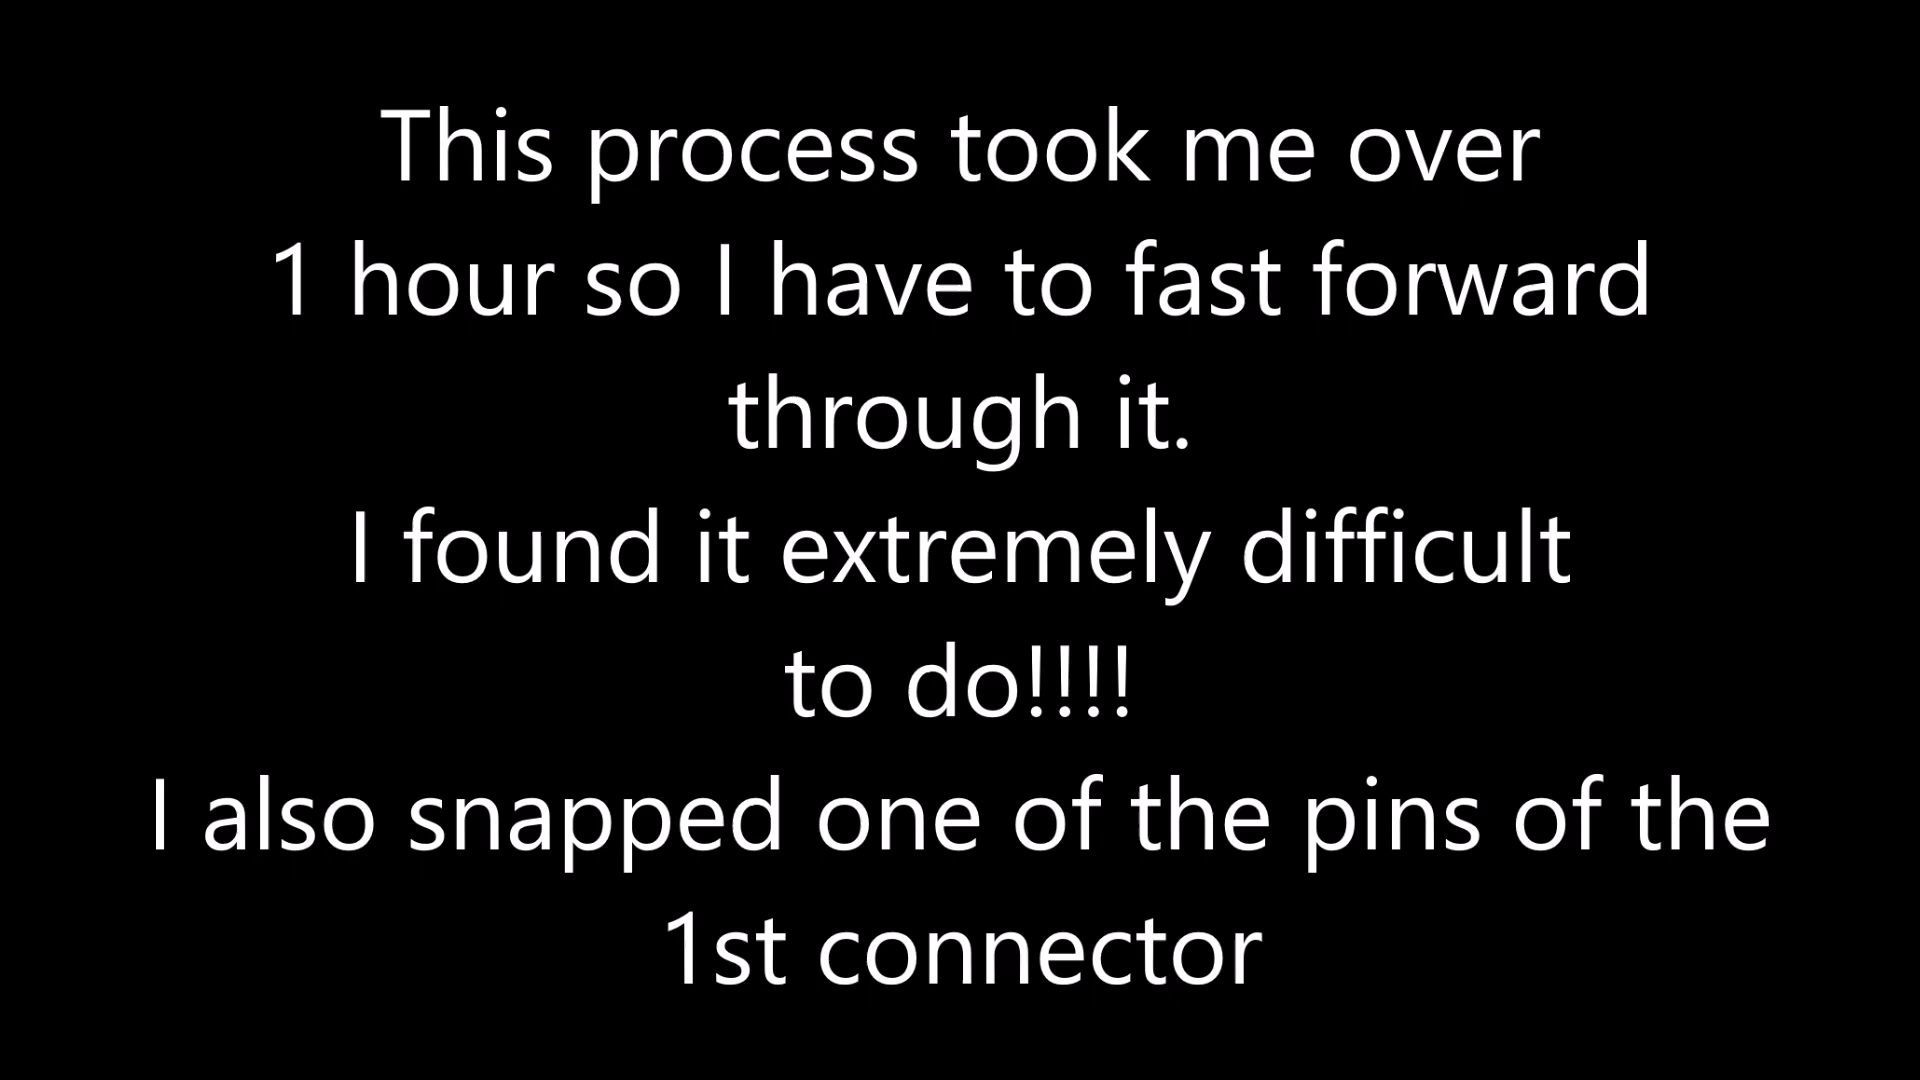 This process took me over
1 hour so I have to fast forward
through it.
I found it extremely difficult
to do!!!!
I also snapped one of the pins of the
1st connector